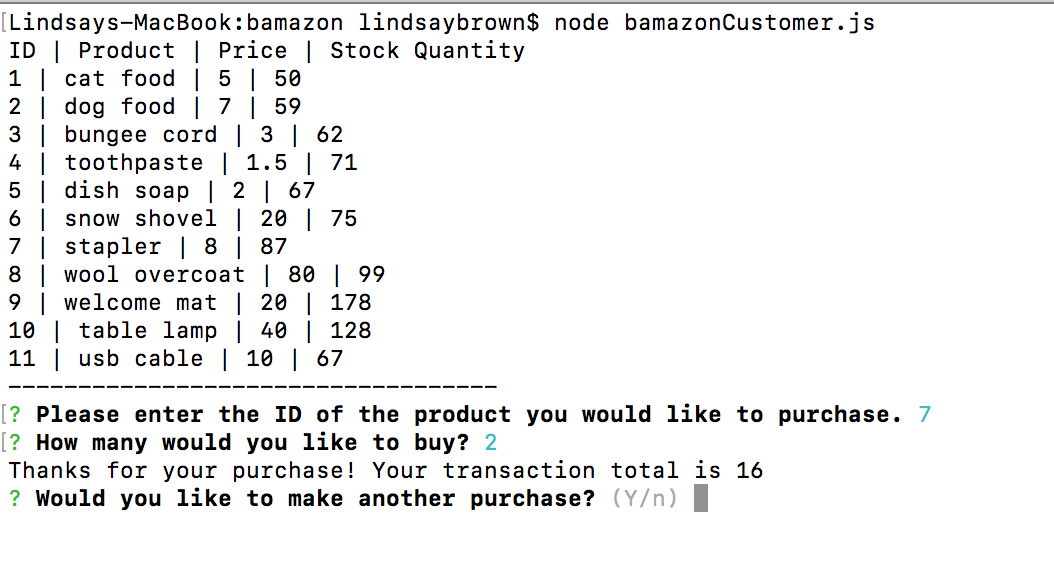 [Lindsays-MacBook:bamazon lindsaybrown$ node bamazonCustomer.js
ID | Product | Price | Stock Quantity
1 | cat food | 5 | 50
2 | dog food | 7 | 59
3 | bungee cord | 3 | 62
4 | toothpaste | 1.5 | 71
5 | dish soap | 2 | 67
6 | snow shovel | 20 | 75
7 | stapler | 8 | 87
8 | wool overcoat | 80 | 99
9 | welcome mat | 20 | 178
10 | table lamp | 40 | 128
11 | usb cable | 10 | 67
-----------------------------------
[? Please enter the ID of the product you would like to purchase. 7
[? How many would you like to buy? 2
Thanks for your purchase! Your transaction total is 16
? Would you like to make another purchase? (Y/n)